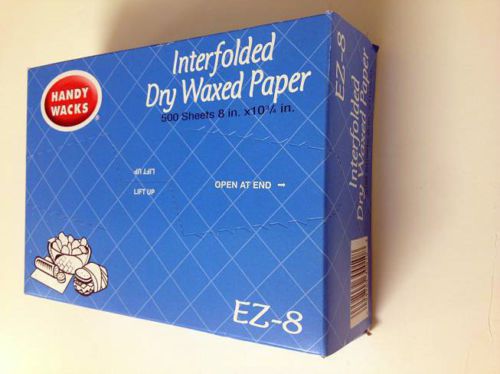 HANDY
WACKS
®
Interfolded
Dry Waxed Paper
500 Sheets 8 in. x10¾ in.
LIFT UP
LIFT UP
OPEN AT END →
EZ-8
EZ-8
Interfolded
Dry Waxed Paper